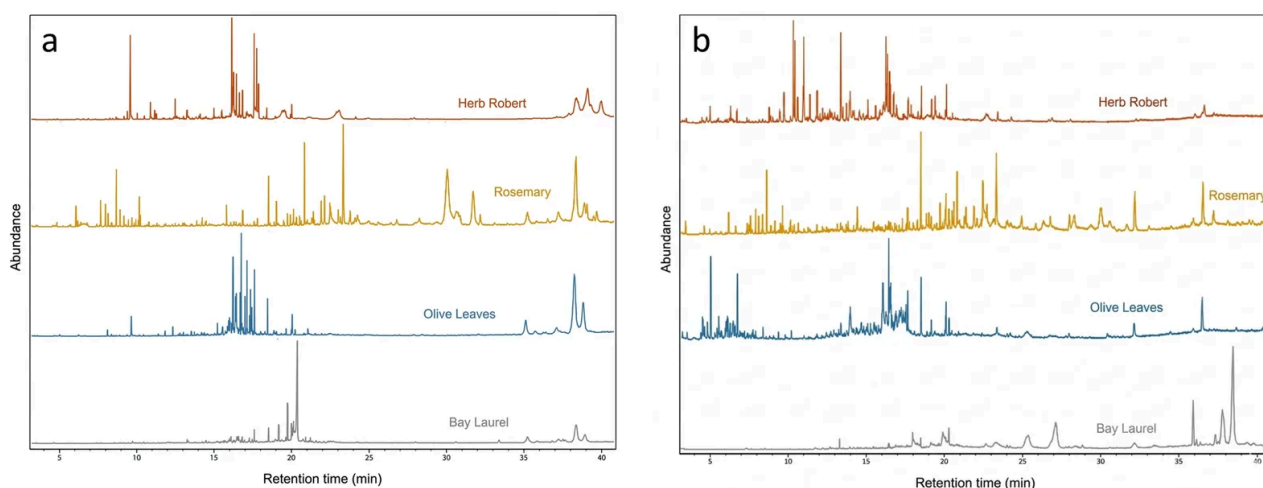 a
Herb Robert
Rosemary
Olive Leaves
Bay Laurel
Abundance
5 10 15 20 25 30 35 40
Retention time (min)
b
Herb Robert
Rosemary
Olive Leaves
Bay Laurel
Abundance
5 10 15 20 25 30 35 40
Retention time (min)